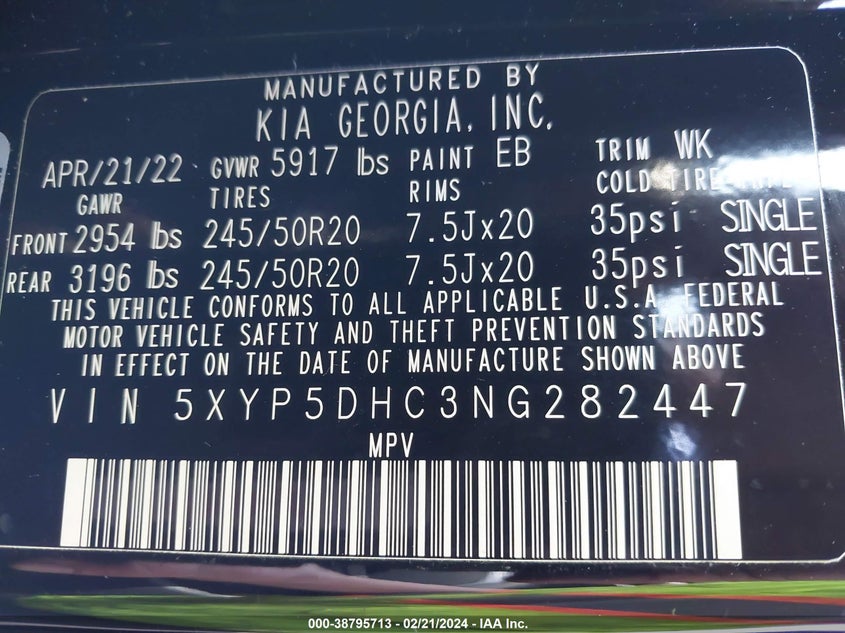 MANUFACTURED BY
KIA GEORGIA, INC.
APR/21/22 GVWR 5917 lbs PAINT EB TRIM WK
GAWR TIRES RIMS COLD TIRE
FRONT 2954 lbs 245/50R20 7.5Jx20 35psi SINGLE
REAR 3196 lbs 245/50R20 7.5Jx20 35psi SINGLE
THIS VEHICLE CONFORMS TO ALL APPLICABLE U.S.A. FEDERAL
MOTOR VEHICLE SAFETY AND THEFT PREVENTION STANDARDS
IN EFFECT ON THE DATE OF MANUFACTURE SHOWN ABOVE
VIN 5XYP5DHC3NG282447
MPV
000-38795713 - 02/21/2024 - IAA Inc.